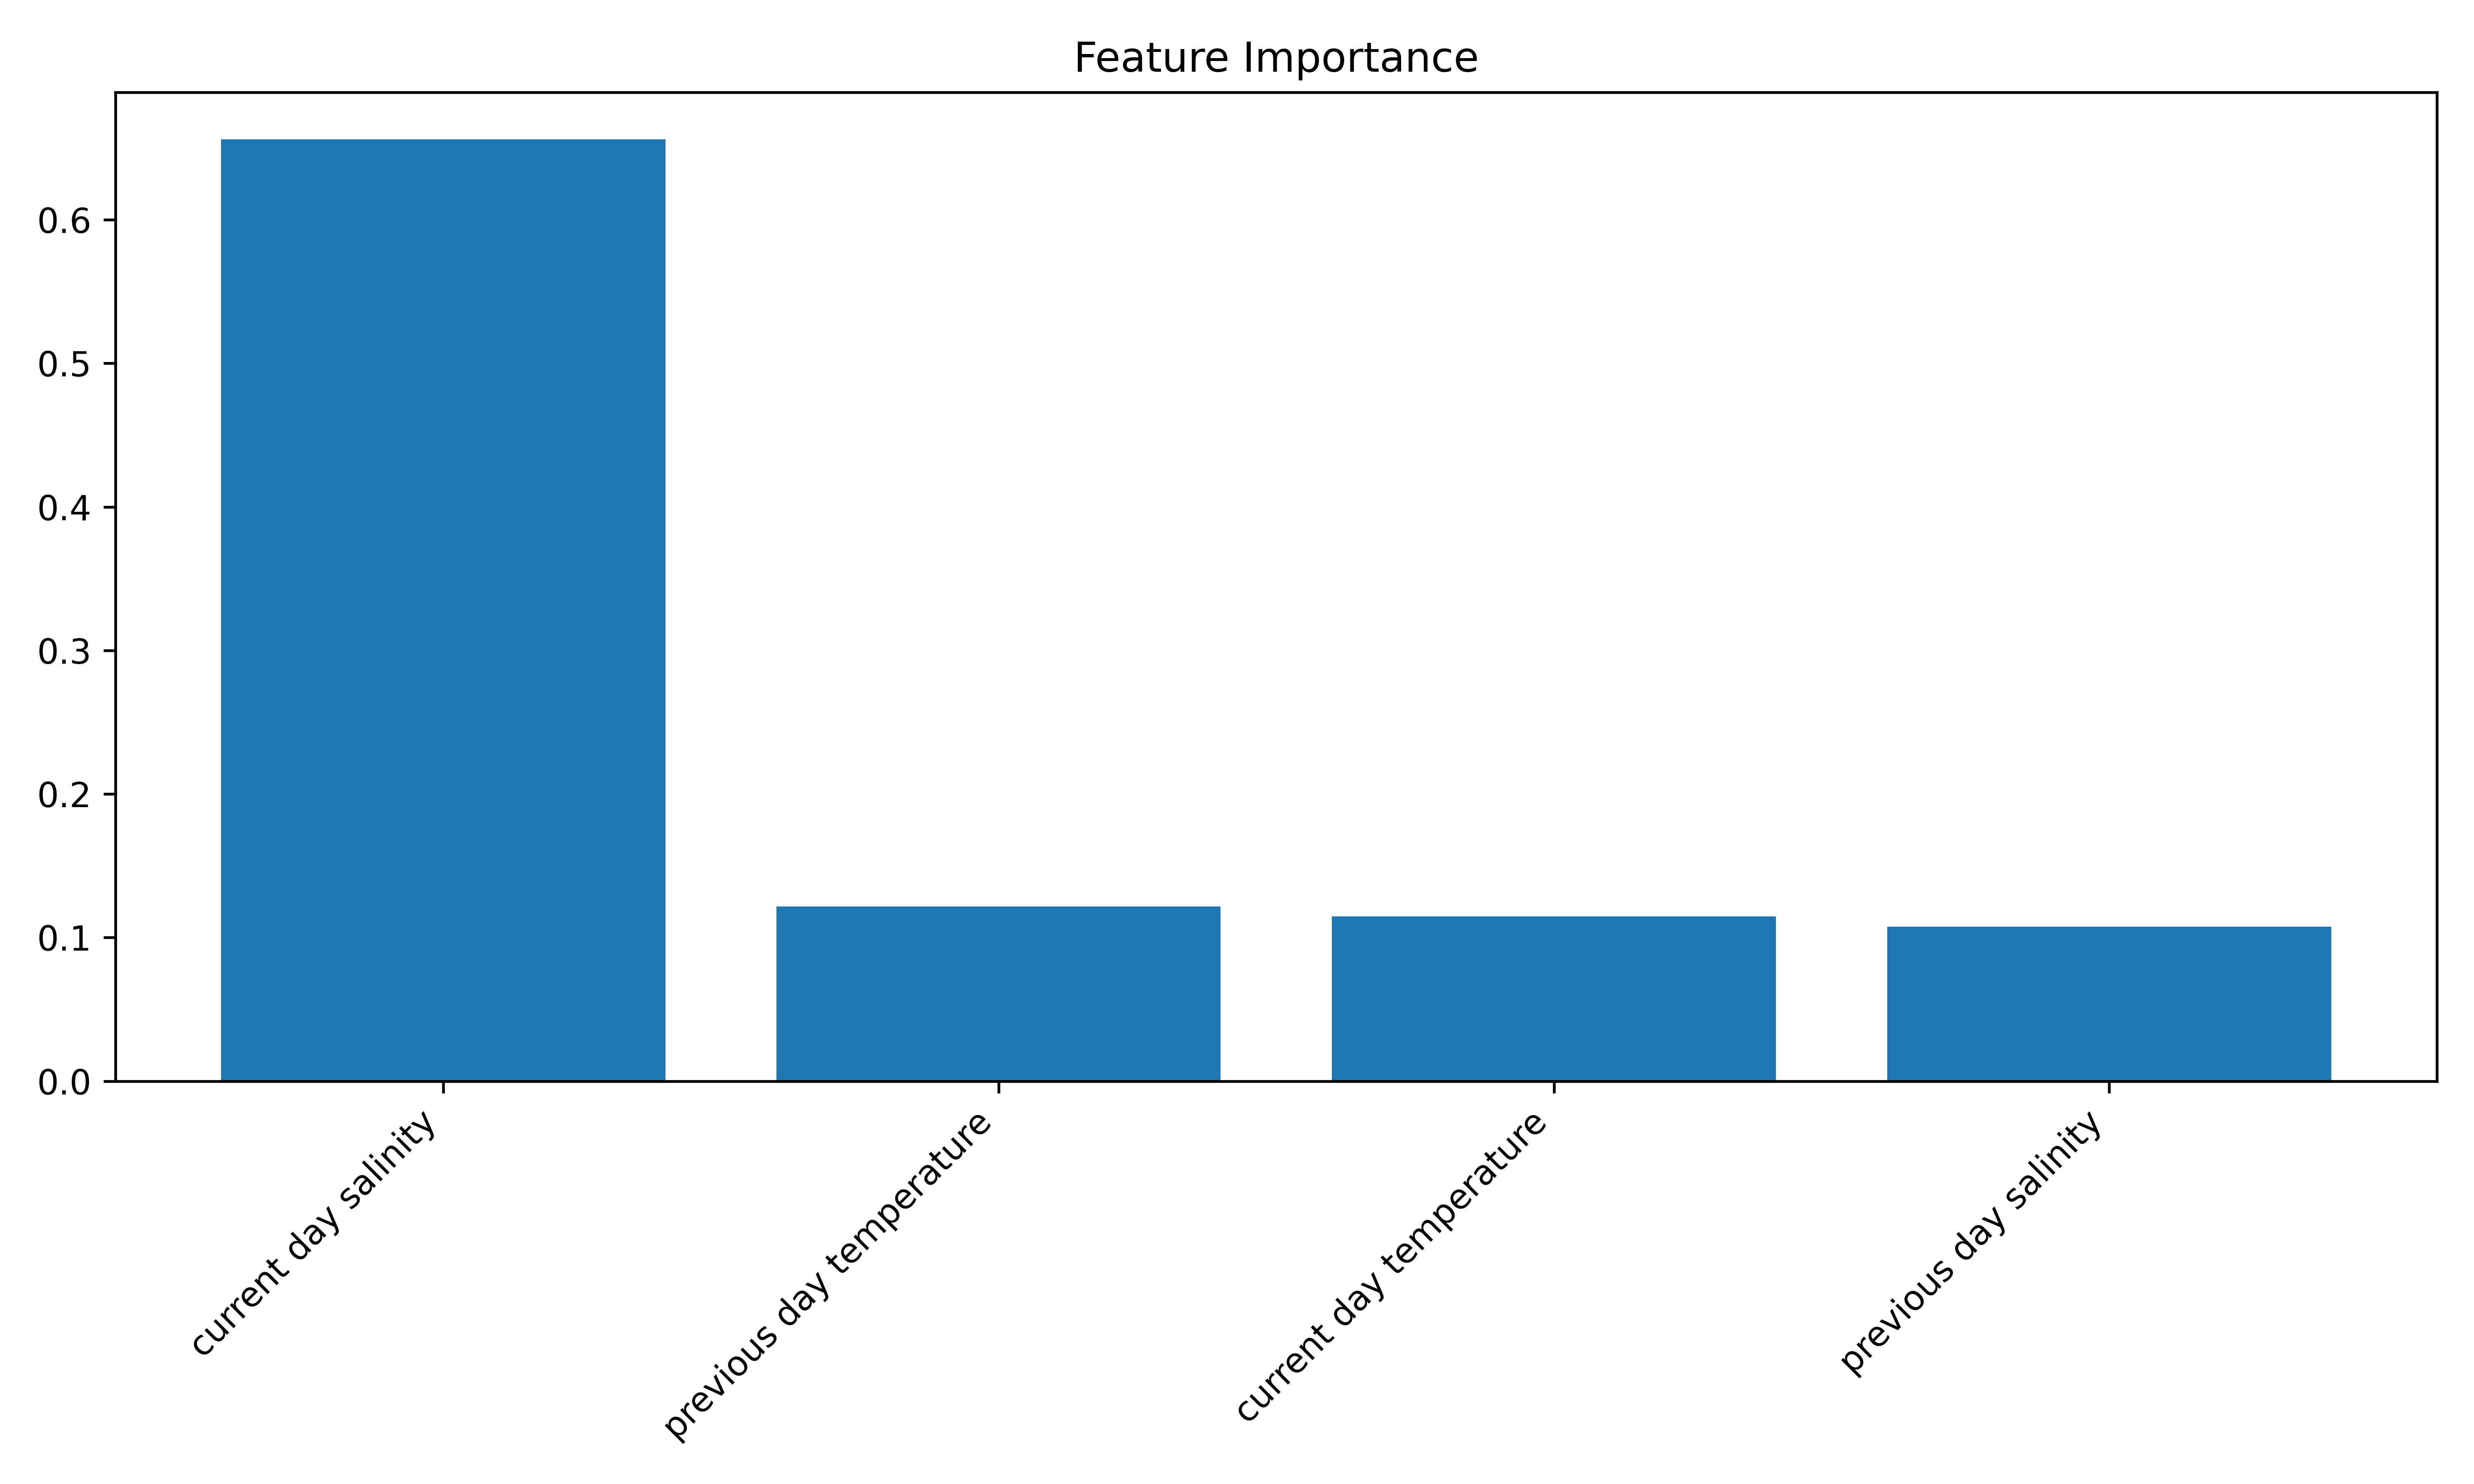 Feature Importance
0.6
0.5
0.4
0.3
0.2
0.1
0.0
current day salinity
previous day temperature
current day temperature
previous day salinity